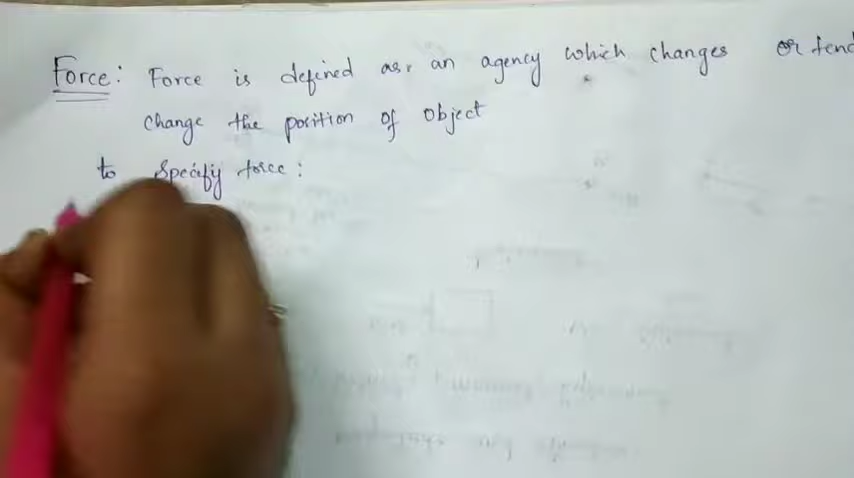 Force: Force is defined as, an agency which changes or tend
change the position of object
to Specify force: